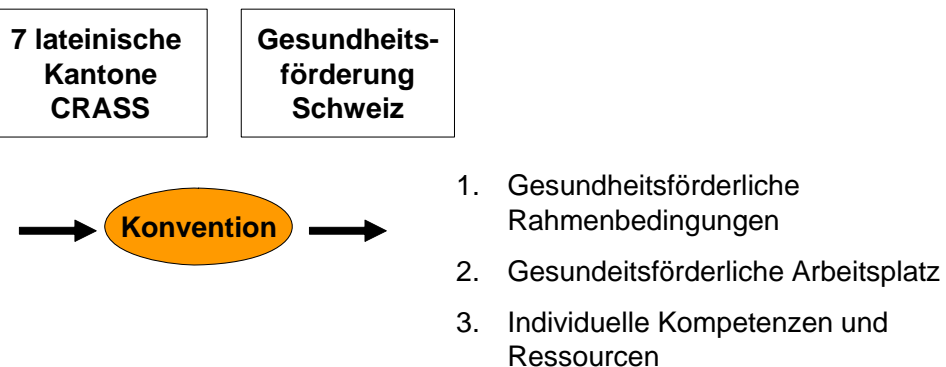 7 lateinische
Kantone
CRASS
Gesundheits-
förderung
Schweiz
Konvention
1. Gesundheitsförderliche
Rahmenbedingungen
2. Gesundeitsförderliche Arbeitsplatz
3. Individuelle Kompetenzen und
Ressourcen